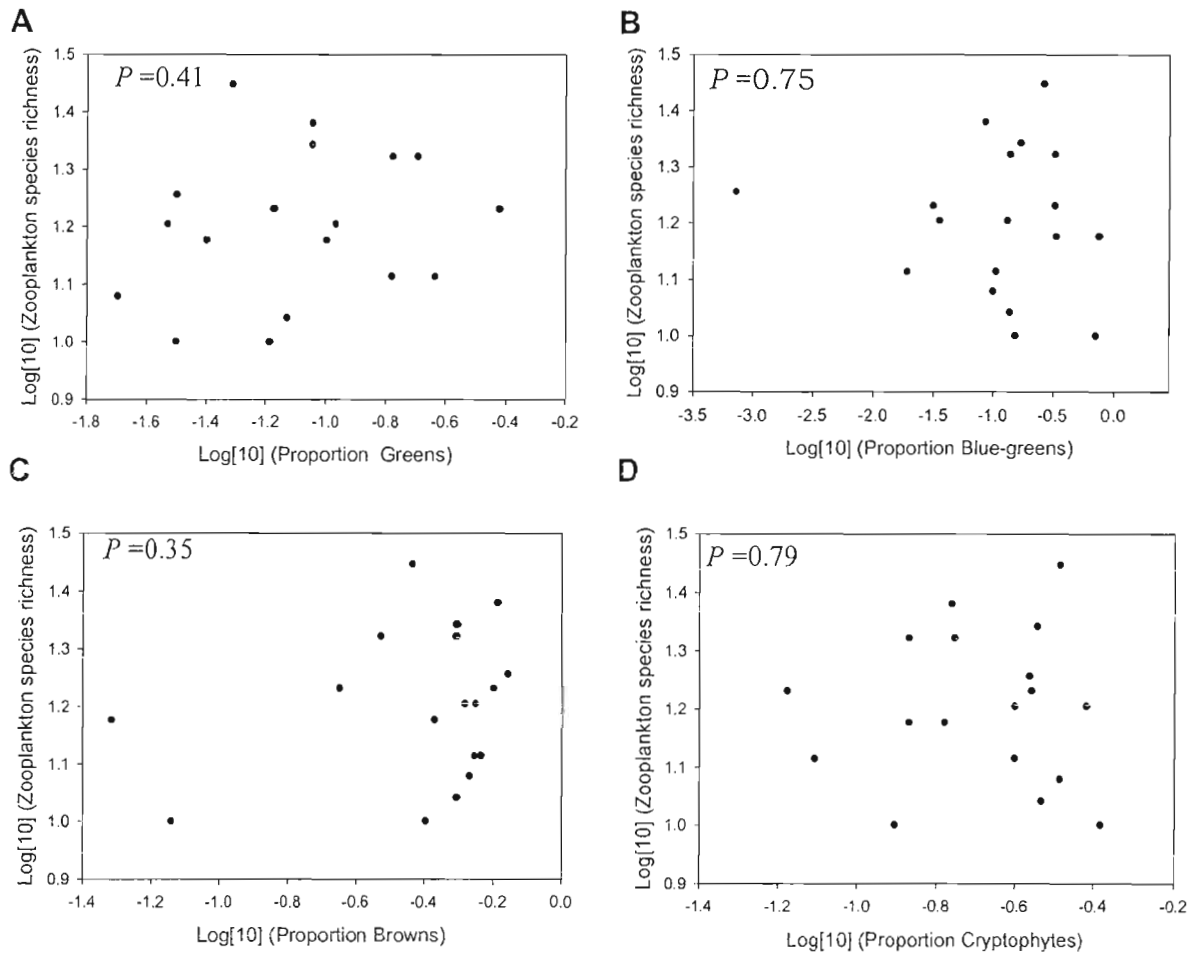 A
P =0.41
Log[10] (Zooplankton species richness)
1.5
1.4
1.3
1.2
1.1
1.0
0.9
-1.8 -1.6 -1.4 -1.2 -1.0 -0.8 -0.6 -0.4 -0.2
Log[10] (Proportion Greens)
B
P =0.75
Log[10] (Zooplankton species richness)
1.5
1.4
1.3
1.2
1.1
1.0
0.9
-3.5 -3.0 -2.5 -2.0 -1.5 -1.0 -0.5 0.0
Log[10] (Proportion Blue-greens)
C
P =0.35
Log[10] (Zooplankton species richness)
1.5
1.4
1.3
1.2
1.1
1.0
0.9
-1.4 -1.2 -1.0 -0.8 -0.6 -0.4 -0.2 0.0
Log[10] (Proportion Browns)
D
P =0.79
Log[10] (Zooplankton species richness)
1.5
1.4
1.3
1.2
1.1
1.0
0.9
-1.4 -1.2 -1.0 -0.8 -0.6 -0.4 -0.2
Log[10] (Proportion Cryptophytes)